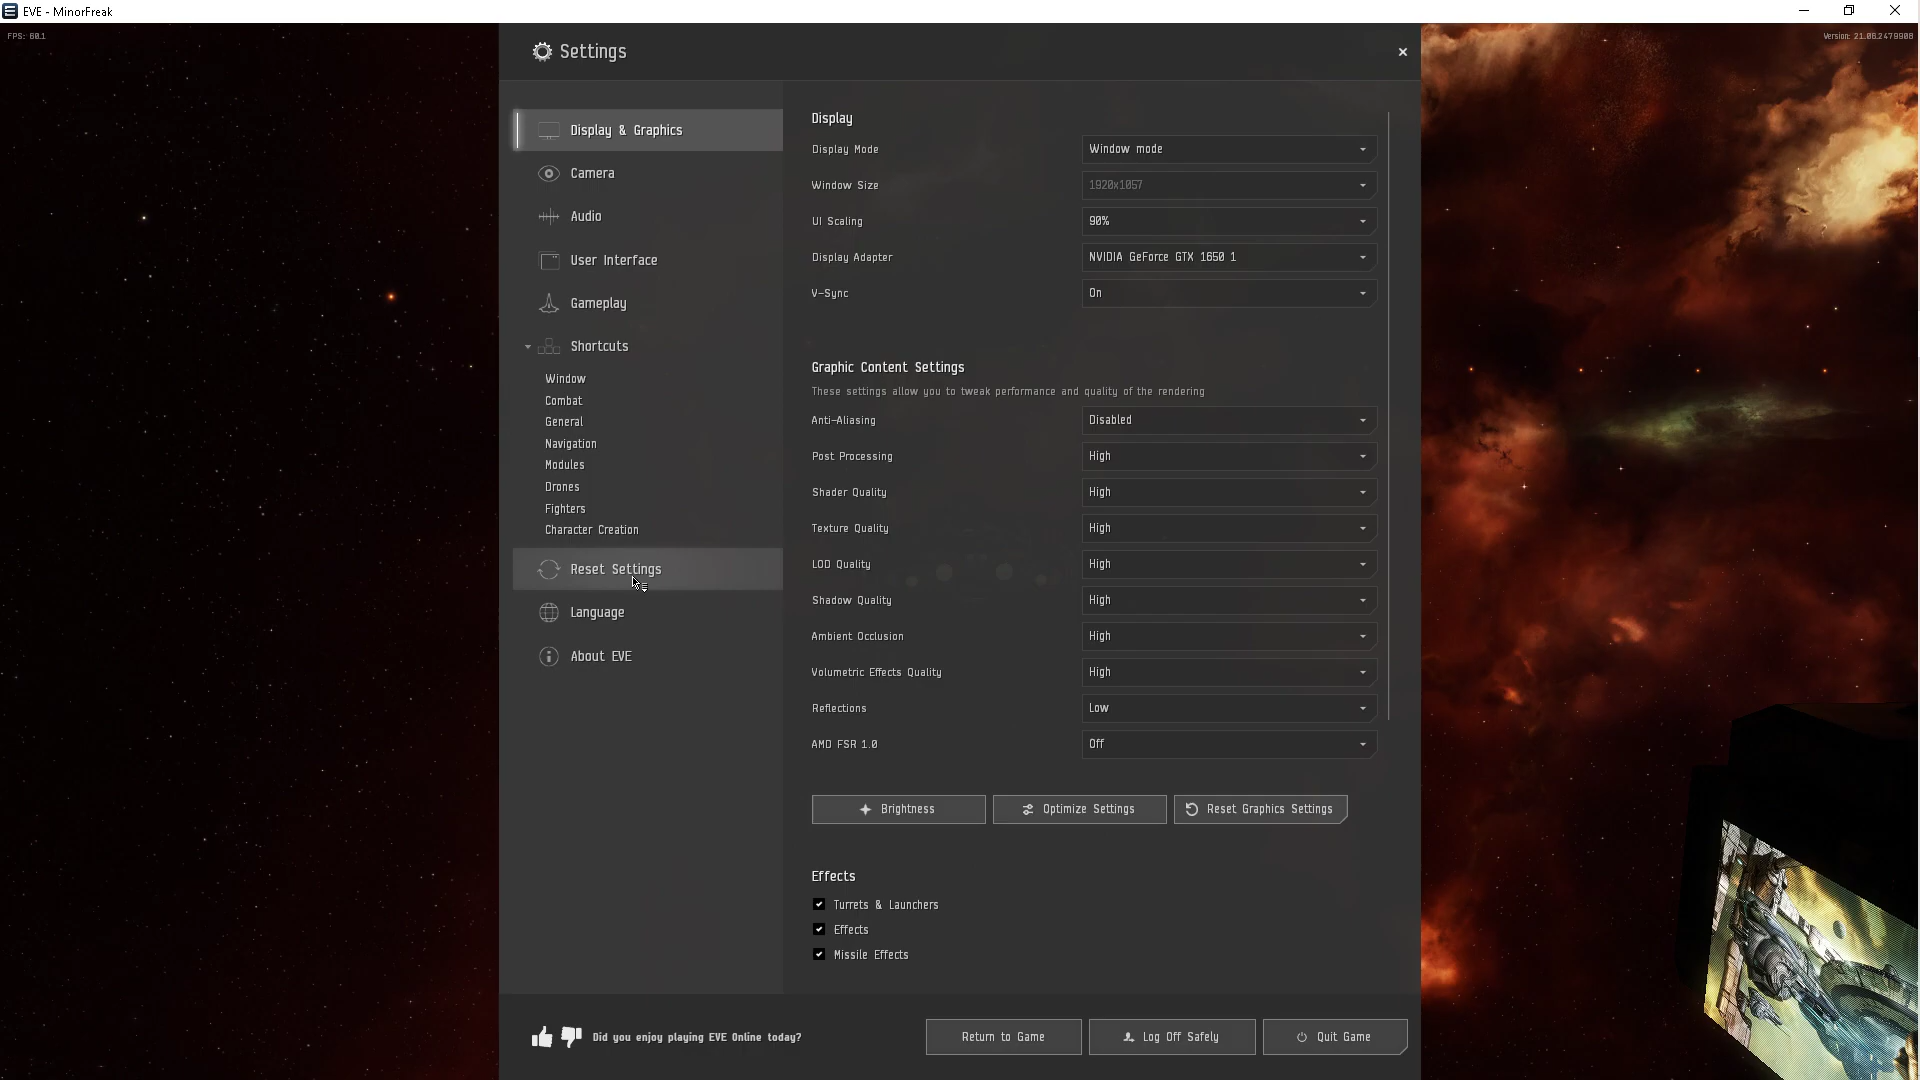 EVE - MinorFreak
FPS: 60.1
Version: 21.06.2479908
Settings
Display & Graphics
Camera
Audio
User Interface
Gameplay
Shortcuts
Window
Combat
General
Navigation
Modules
Drones
Fighters
Character Creation
Reset Settings
Language
About EVE
Display
Display Mode Window mode
Window Size 1920x1057
UI Scaling 90%
Display Adapter NVIDIA GeForce GTX 1650 1
V-Sync On
Graphic Content Settings
These settings allow you to tweak performance and quality of the rendering
Anti-Aliasing Disabled
Post Processing High
Shader Quality High
Texture Quality High
LOD Quality High
Shadow Quality High
Ambient Occlusion High
Volumetric Effects Quality High
Reflections Low
AMD FSR 1.0 Off
Brightness Optimize Settings Reset Graphics Settings
Effects
Turrets & Launchers
Effects
Missile Effects
Did you enjoy playing EVE Online today? Return to Game Log Off Safely Quit Game